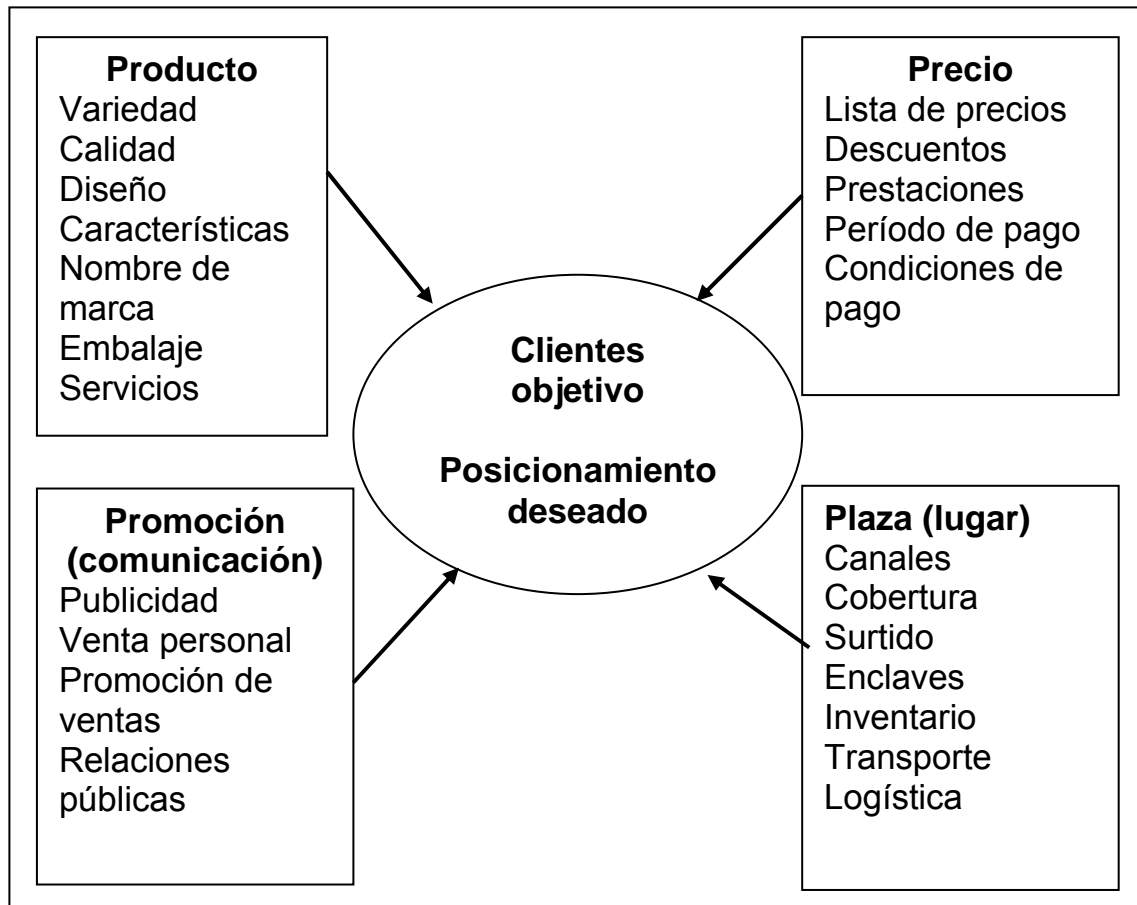 Producto
Variedad
Calidad
Diseño
Características
Nombre de
marca
Embalaje
Servicios
Precio
Lista de precios
Descuentos
Prestaciones
Período de pago
Condiciones de
pago
Clientes
objetivo
Posicionamiento
deseado
Promoción
(comunicación)
Publicidad
Venta personal
Promoción de
ventas
Relaciones
públicas
Plaza (lugar)
Canales
Cobertura
Surtido
Enclaves
Inventario
Transporte
Logística